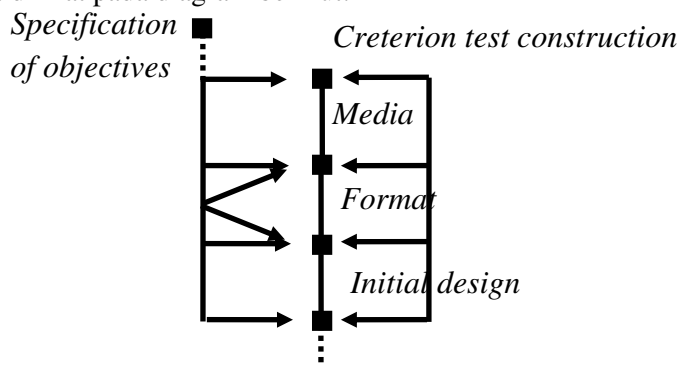 Specification
of objectives
Creterion test construction
Media
Format
Initial design